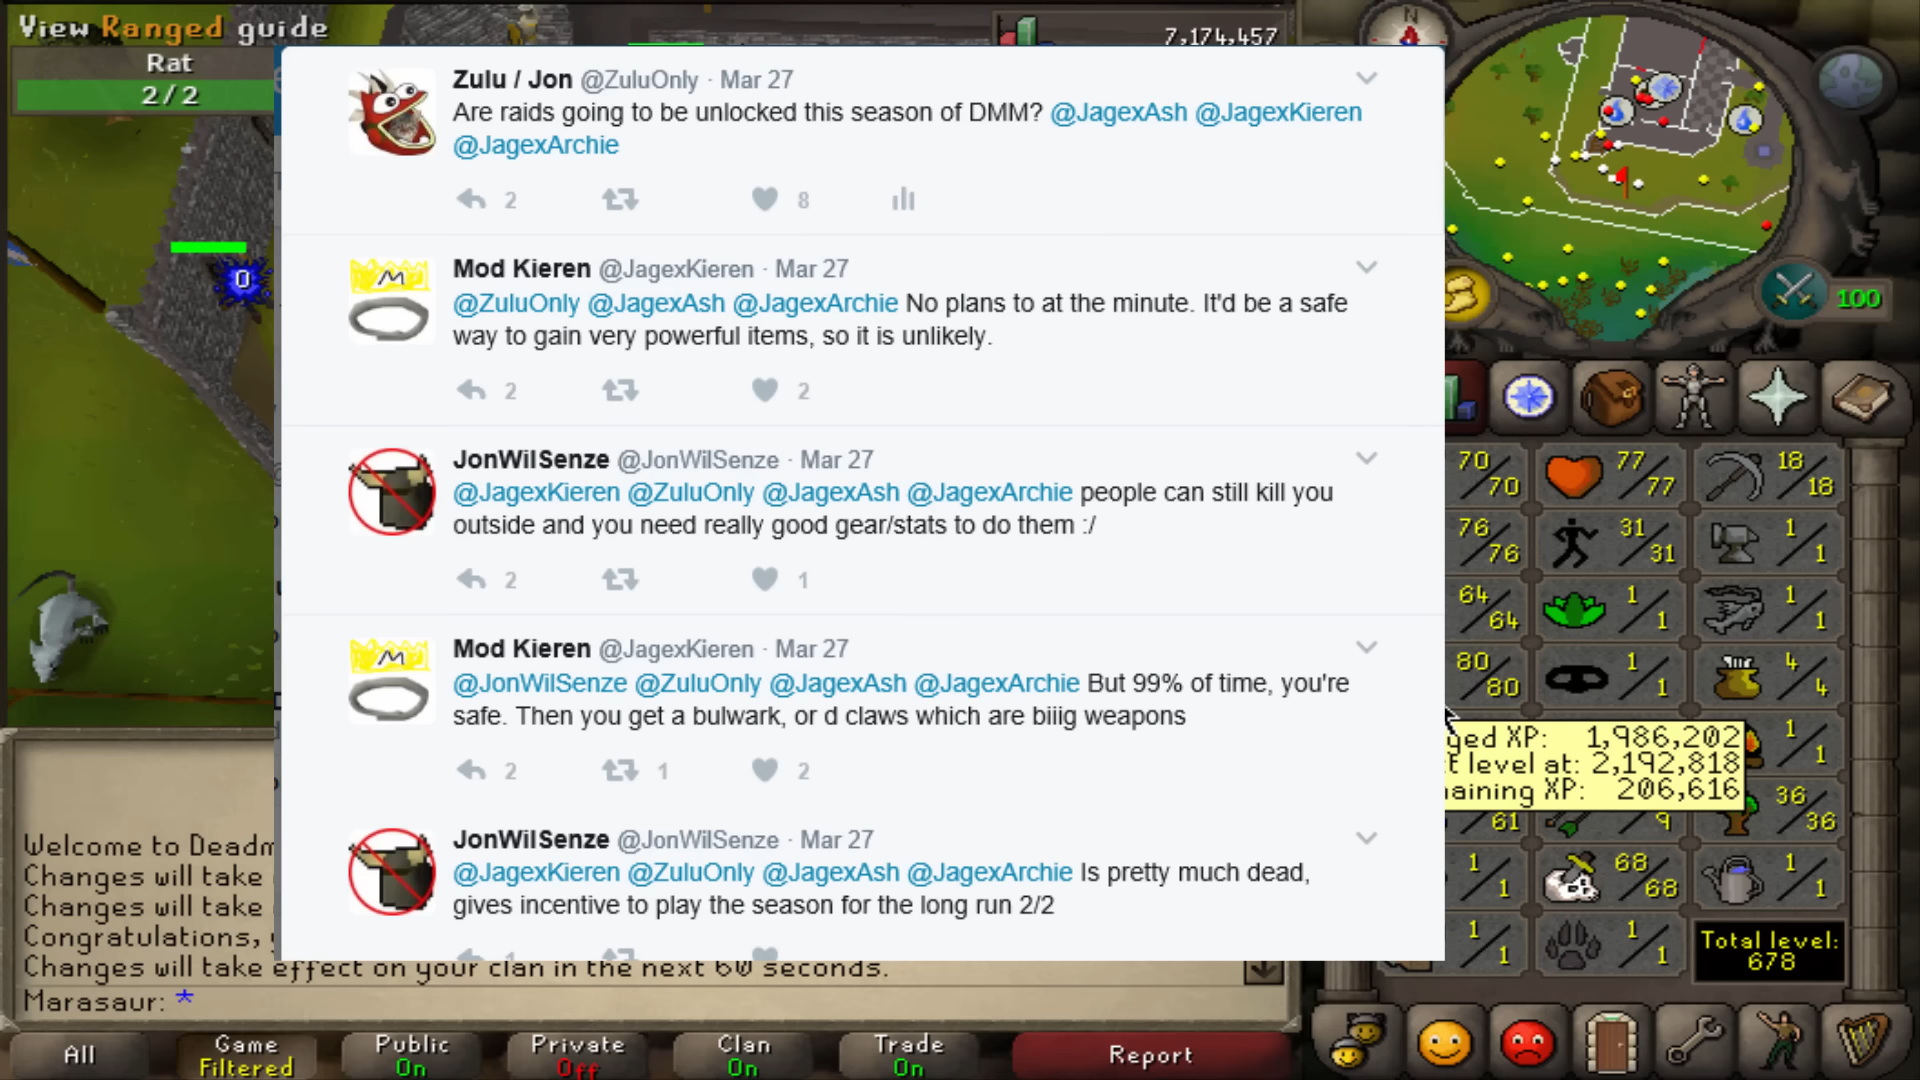 View Ranged guide
Rat
2/2
0
7,174,457
N
Zulu / Jon @ZuluOnly · Mar 27
Are raids going to be unlocked this season of DMM? @JagexAsh @JagexKieren
@JagexArchie
2
8
Mod Kieren @JagexKieren · Mar 27
@ZuluOnly @JagexAsh @JagexArchie No plans to at the minute. It'd be a safe
way to gain very powerful items, so it is unlikely.
2
2
JonWilSenze @JonWilSenze · Mar 27
@JagexKieren @ZuluOnly @JagexAsh @JagexArchie people can still kill you
outside and you need really good gear/stats to do them :/
2
1
Mod Kieren @JagexKieren · Mar 27
@JonWilSenze @ZuluOnly @JagexAsh @JagexArchie But 99% of time, you're
safe. Then you get a bulwark, or d claws which are biiig weapons
2
1
2
JonWilSenze @JonWilSenze · Mar 27
@JagexKieren @ZuluOnly @JagexAsh @JagexArchie Is pretty much dead,
gives incentive to play the season for the long run 2/2
100
70/70 77/77 18/18
76/76 31/31 1/1
64/64 1/1 1/1
80/80 1/1 4/4
1/1
ged XP: 1,986,202
t level at: 2,192,818
aining XP: 206,616
61 9 36/36
1/1 68/68 1/1
1/1 1/1
Total level:
678
Welcome to Deadm
Changes will take
Changes will take
Congratulations,
Changes will take effect on your clan in the next 60 seconds.
Marasaur: *
All
Game
Filtered
Public
On
Private
Off
Clan
On
Trade
On
Report